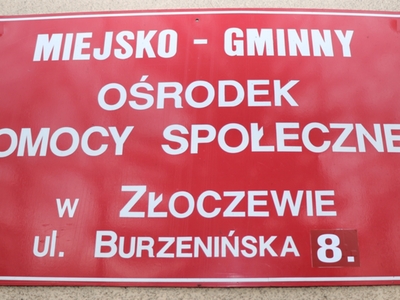 MIEJSKO - GMINNY
OŚRODEK
OMOCY SPOŁECZNE
w ZŁOCZEWIE
ul. BURZENIŃSKA 8.